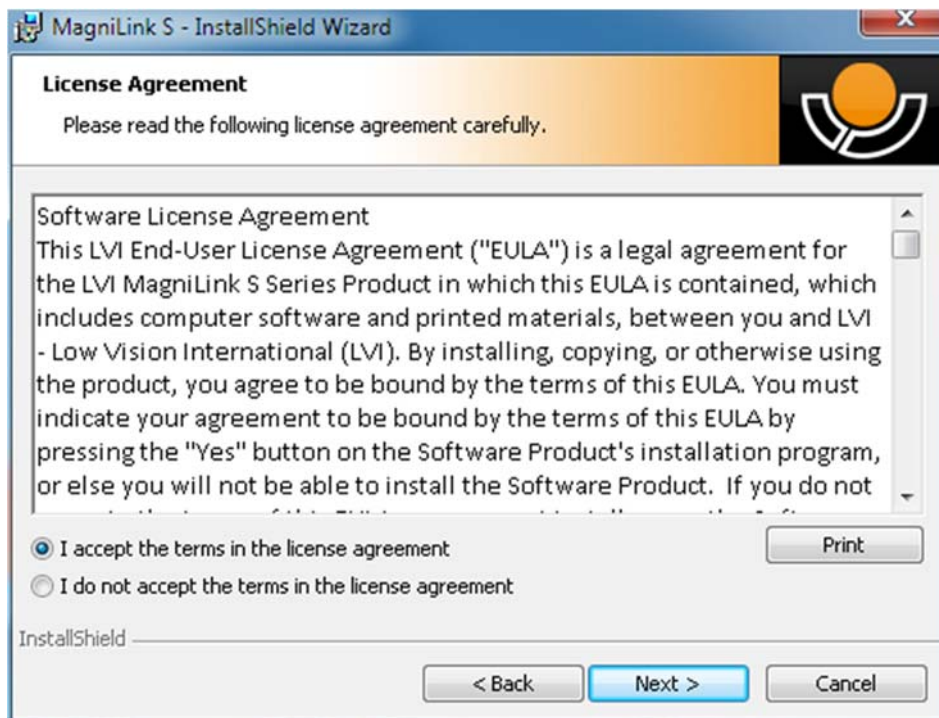 MagniLink S - InstallShield Wizard
License Agreement
Please read the following license agreement carefully.
Software License Agreement
This LVI End-User License Agreement ("EULA") is a legal agreement for
the LVI MagniLink S Series Product in which this EULA is contained, which
includes computer software and printed materials, between you and LVI
- Low Vision International (LVI). By installing, copying, or otherwise using
the product, you agree to be bound by the terms of this EULA. You must
indicate your agreement to be bound by the terms of this EULA by
pressing the "Yes" button on the Software Product's installation program,
or else you will not be able to install the Software Product.  If you do not
I accept the terms in the license agreement
Print
I do not accept the terms in the license agreement
InstallShield
< Back
Next >
Cancel